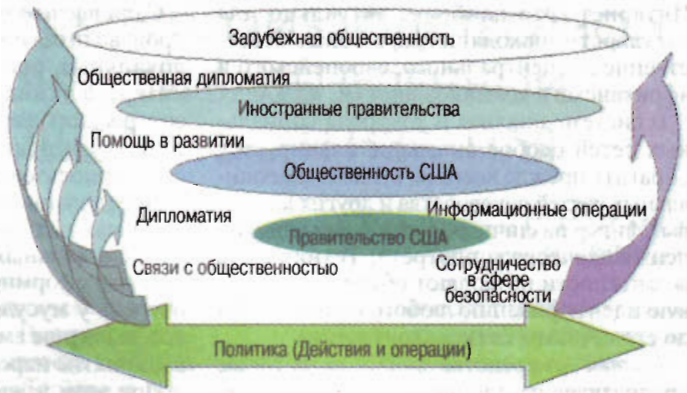 Зарубежная общественность
Общественная дипломатия
Иностранные правительства
Помощь в развитии
Общественность США
Дипломатия
Информационные операции
Правительство США
Связи с общественностью
Сотрудничество
в сфере
безопасности
Политика (Действия и операции)